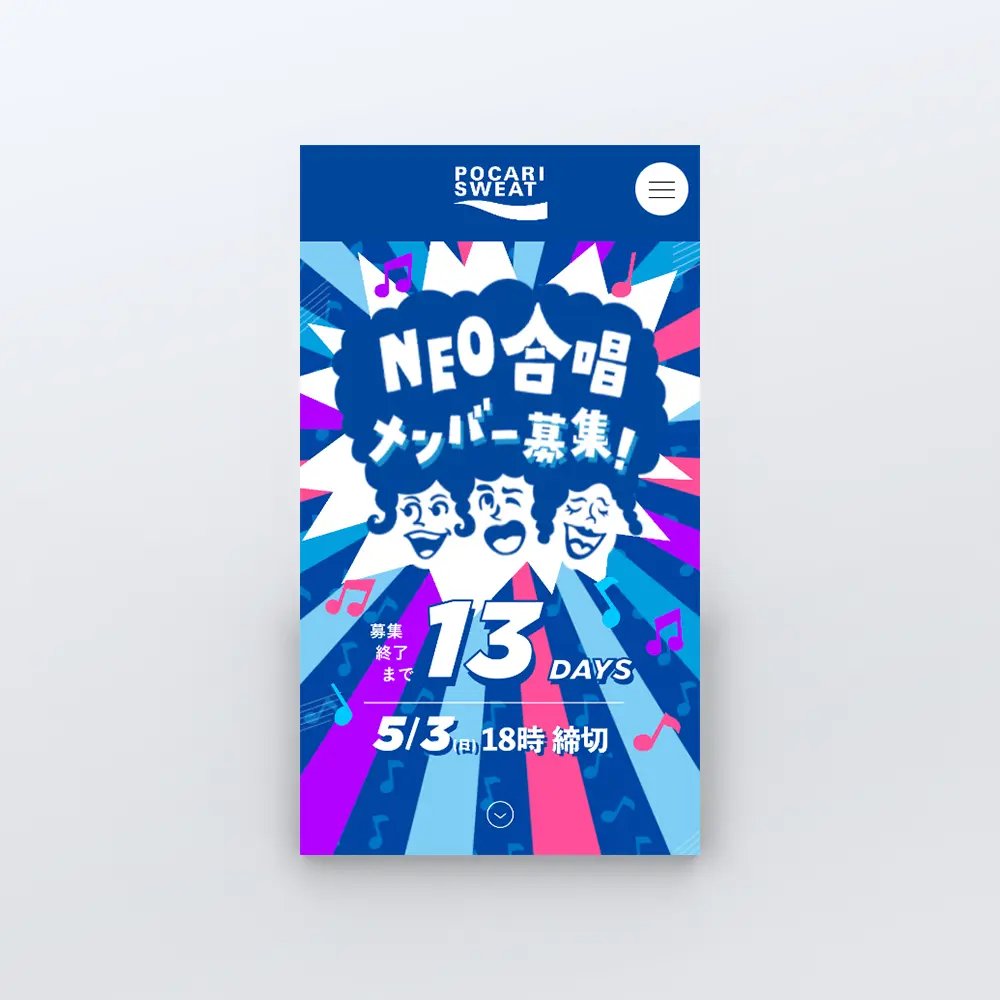 POCARI
SWEAT
NEO合唱
メンバー募集!
募集
終了
まで
13 DAYS
5/3(日)18時 締切